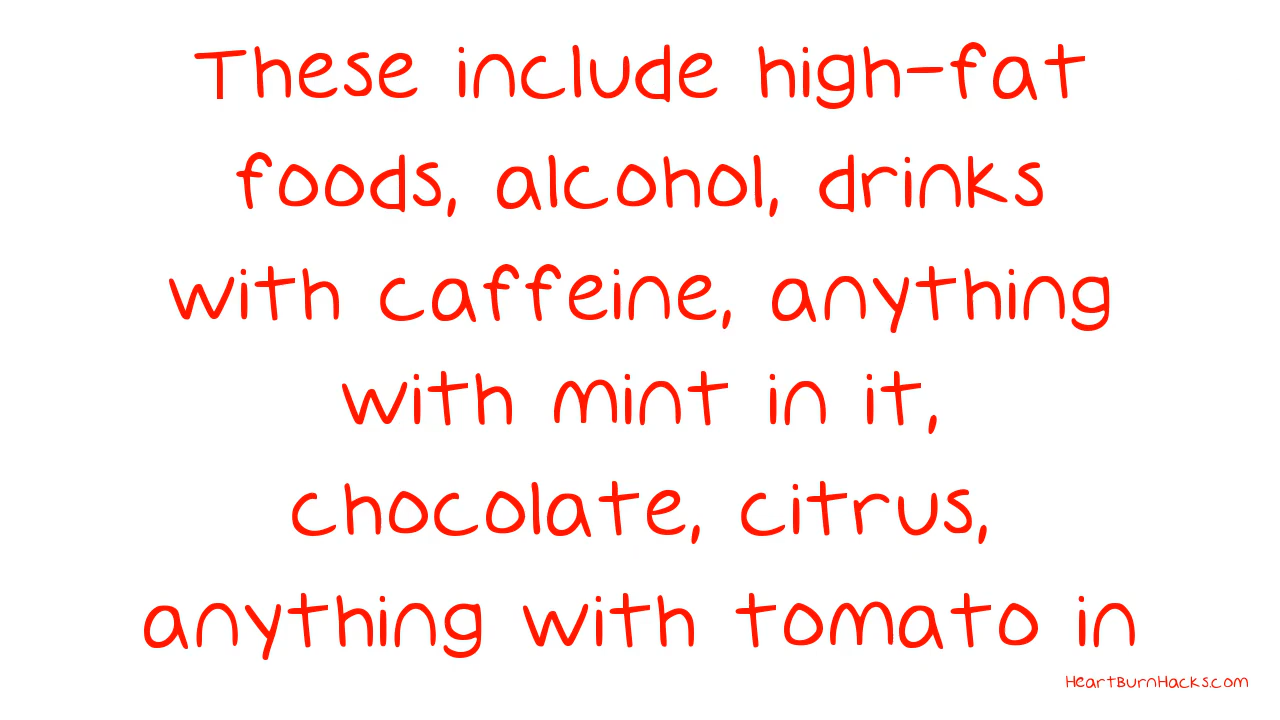 These include high-fat
foods, alcohol, drinks
with caffeine, anything
with mint in it,
chocolate, citrus,
anything with tomato in
HeartBurnHacks.com